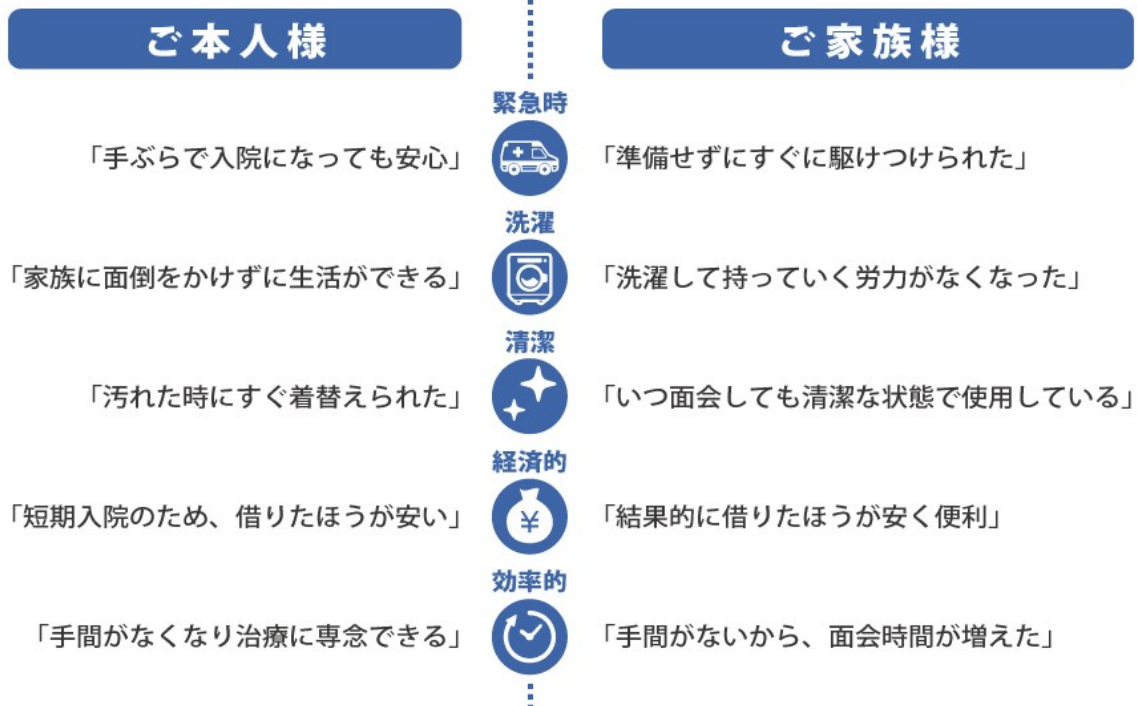 ご本人様
ご家族様
緊急時
「手ぶらで入院になっても安心」
「準備せずにすぐに駆けつけられた」
洗濯
「家族に面倒をかけずに生活ができる」
「洗濯して持っていく労力がなくなった」
清潔
「汚れた時にすぐ着替えられた」
「いつ面会しても清潔な状態で使用している」
経済的
「短期入院のため、借りたほうが安い」
¥
「結果的に借りたほうが安く便利」
効率的
「手間がなくなり治療に専念できる」
「手間がないから、面会時間が増えた」